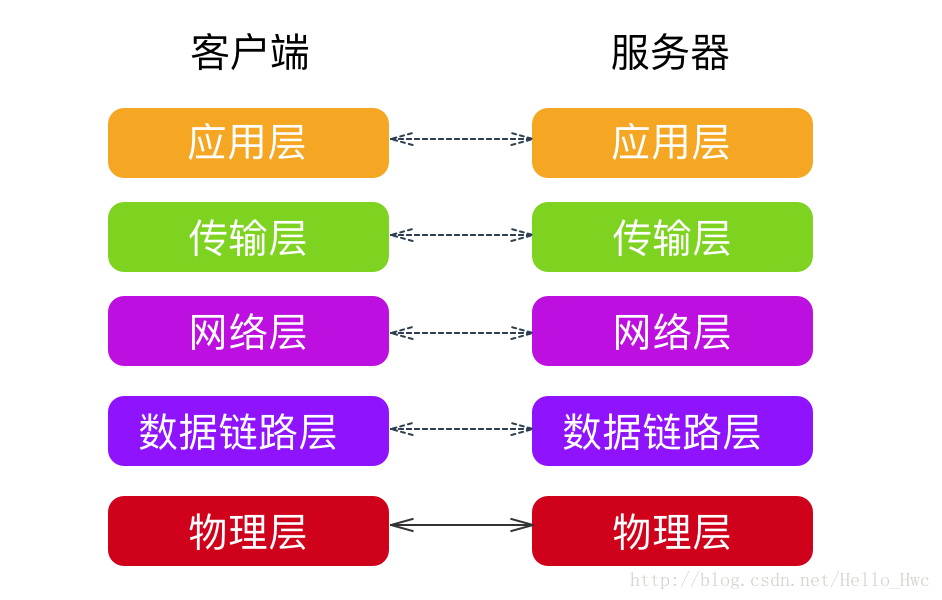 客户端 服务器
应用层 应用层
传输层 传输层
网络层 网络层
数据链路层 数据链路层
物理层 物理层
http://blog.csdn.net/Hello_Hwc